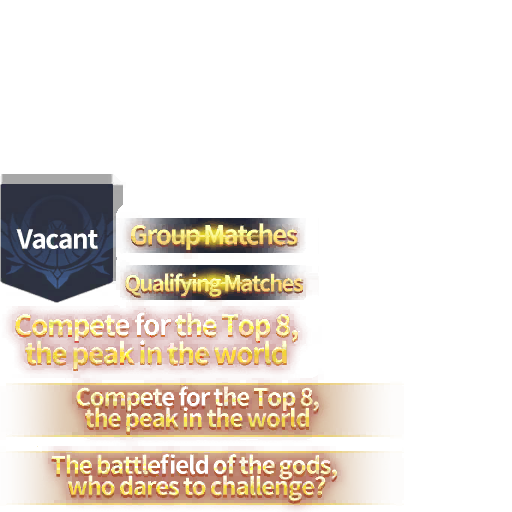 Vacant
Group Matches
Qualifying Matches
Compete for the Top 8,
the peak in the world
Compete for the Top 8,
the peak in the world
The battlefield of the gods,
who dares to challenge?